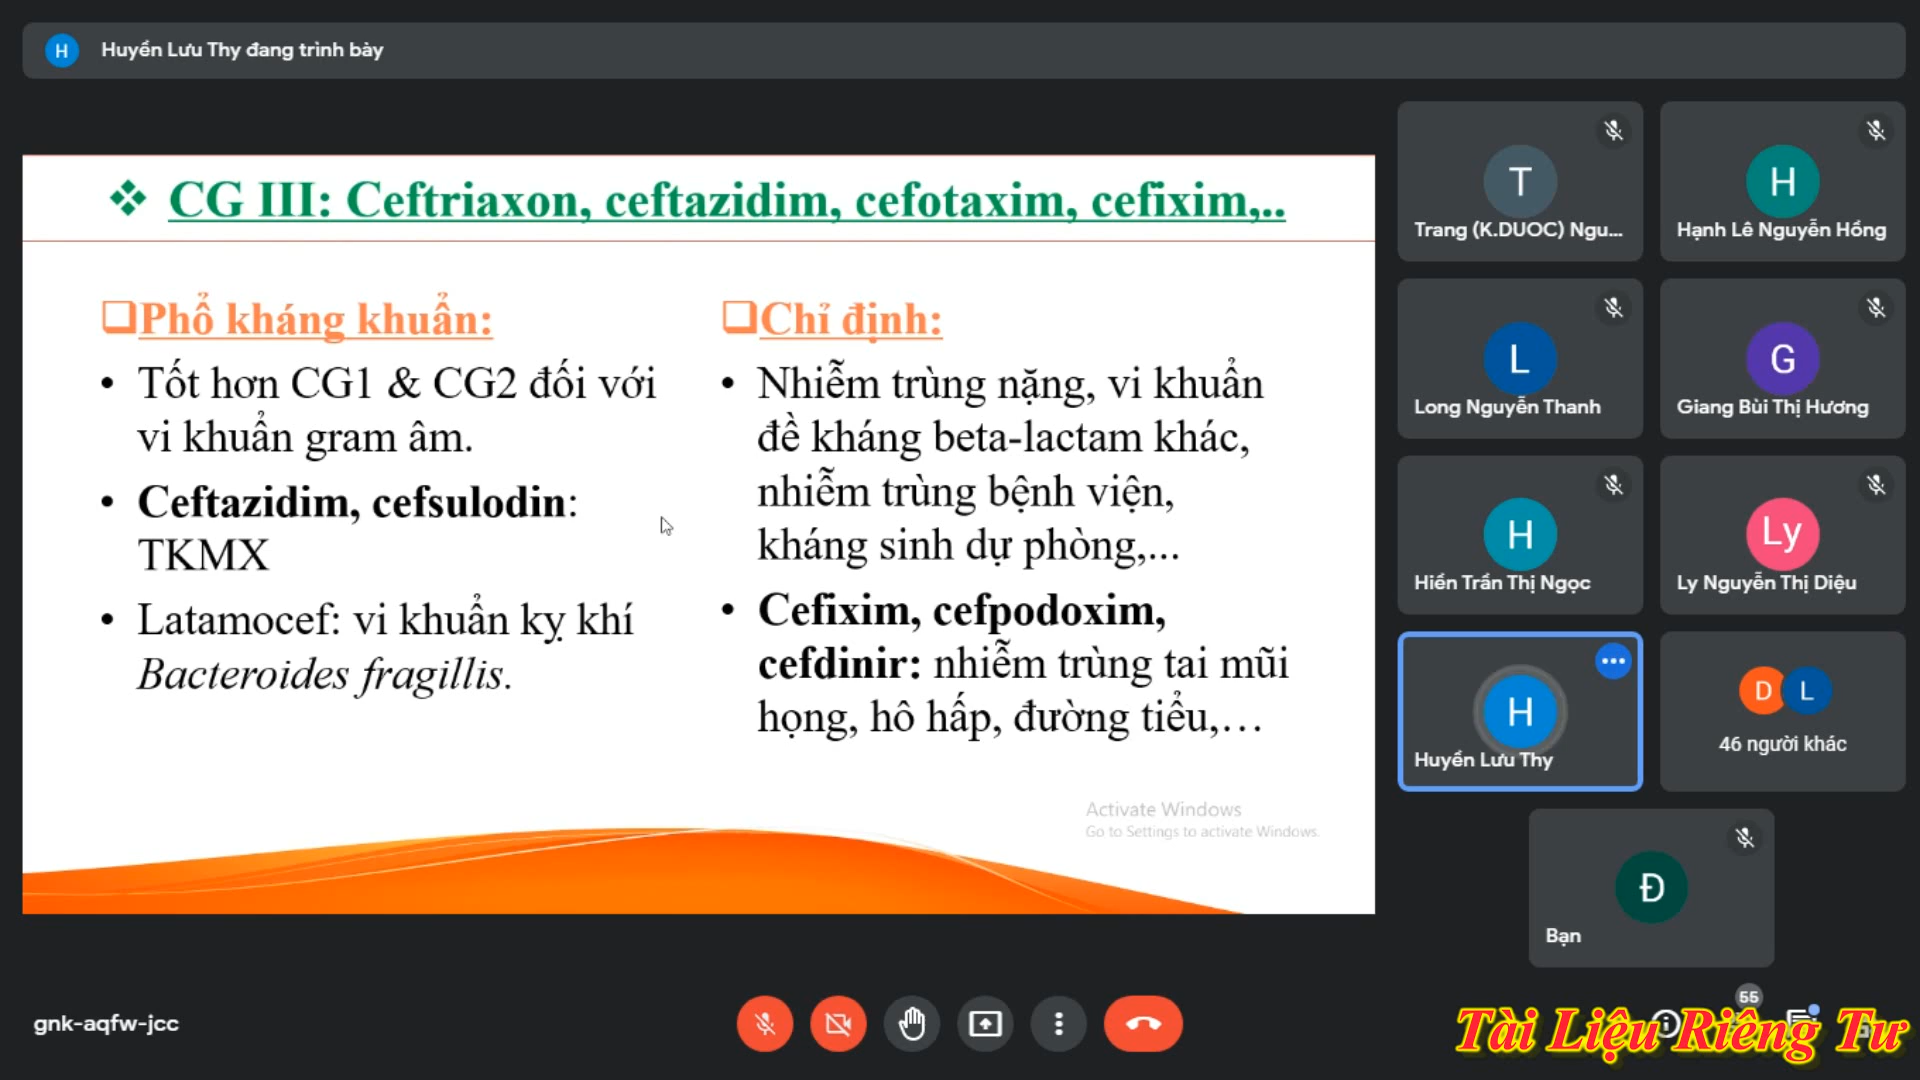 H Huyền Lưu Thy đang trình bày
❖ CG III: Ceftriaxon, ceftazidim, cefotaxim, cefixim,..
❑Phổ kháng khuẩn:
• Tốt hơn CG1 & CG2 đối với
vi khuẩn gram âm.
• Ceftazidim, cefsulodin:
TKMX
• Latamocef: vi khuẩn kỵ khí
Bacteroides fragillis.
❑Chỉ định:
• Nhiễm trùng nặng, vi khuẩn
đề kháng beta-lactam khác,
nhiễm trùng bệnh viện,
kháng sinh dự phòng,...
• Cefixim, cefpodoxim,
cefdinir: nhiễm trùng tai mũi
họng, hô hấp, đường tiểu,…
Activate Windows
Go to Settings to activate Windows.
T
Trang (K.DUOC) Ngu...
H
Hạnh Lê Nguyễn Hồng
L
Long Nguyễn Thanh
G
Giang Bùi Thị Hương
H
Hiền Trần Thị Ngọc
Ly
Ly Nguyễn Thị Diệu
H
Huyền Lưu Thy
D L
46 người khác
Đ
Bạn
gnk-aqfw-jcc
55
Tài Liệu Riêng Tư